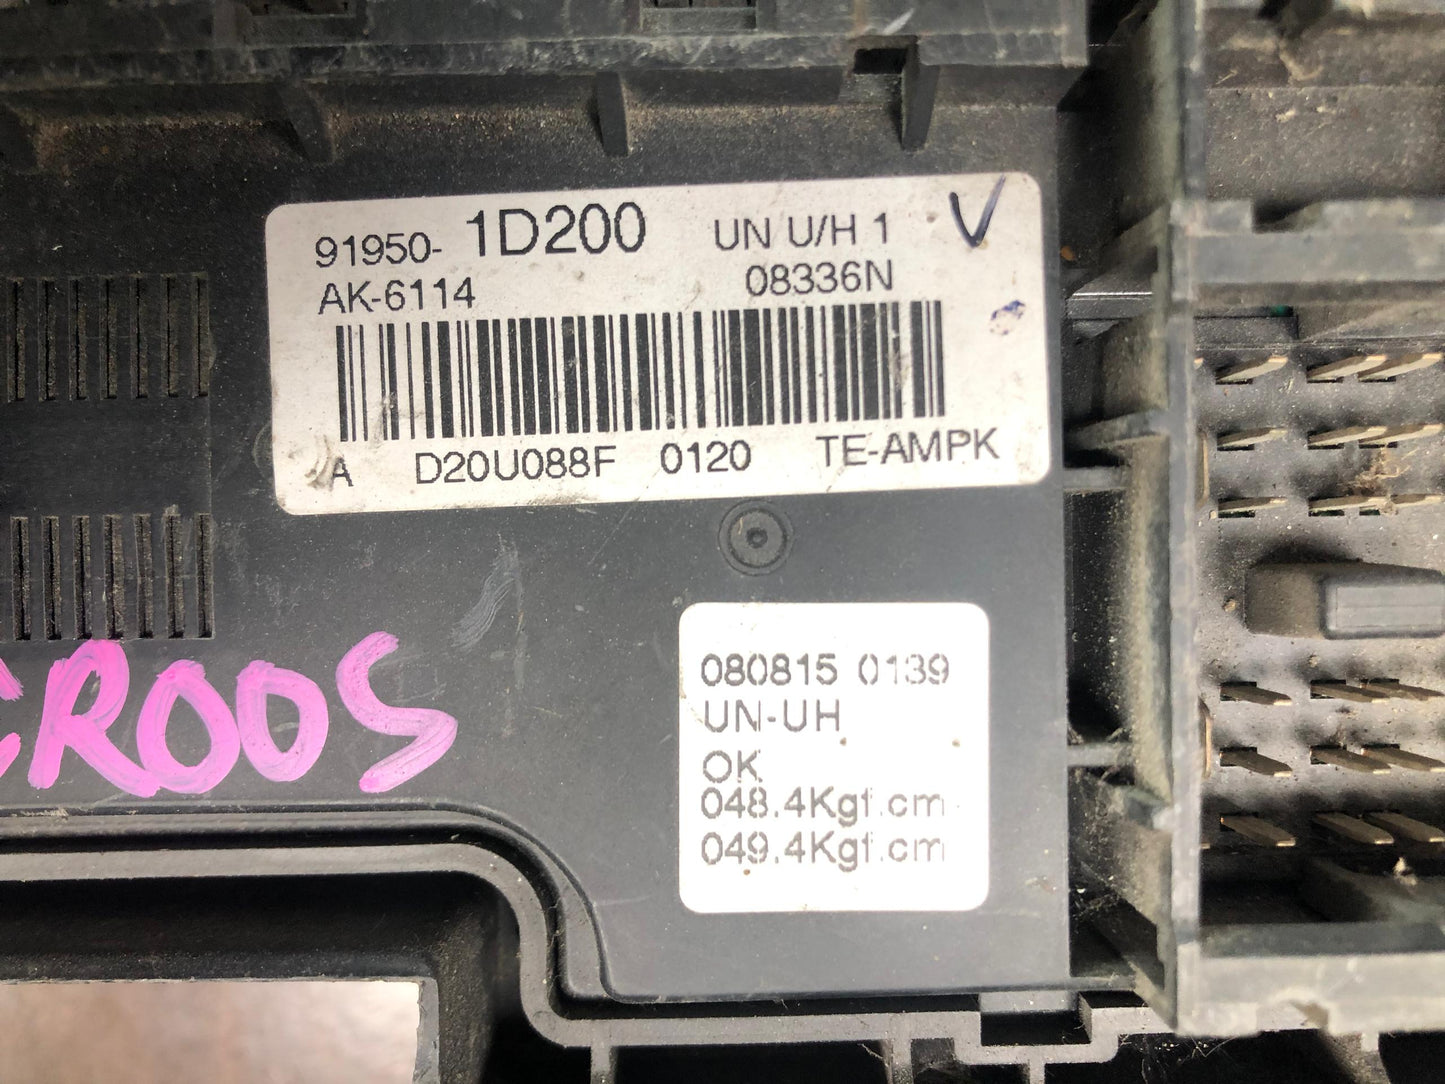 91950- 1D200 UN U/H 1 V
AK-6114 08336N
A D20U088F 0120 TE-AMPK
080815 0139
UN-UH
OK
048.4Kgf.cm
049.4Kgf.cm